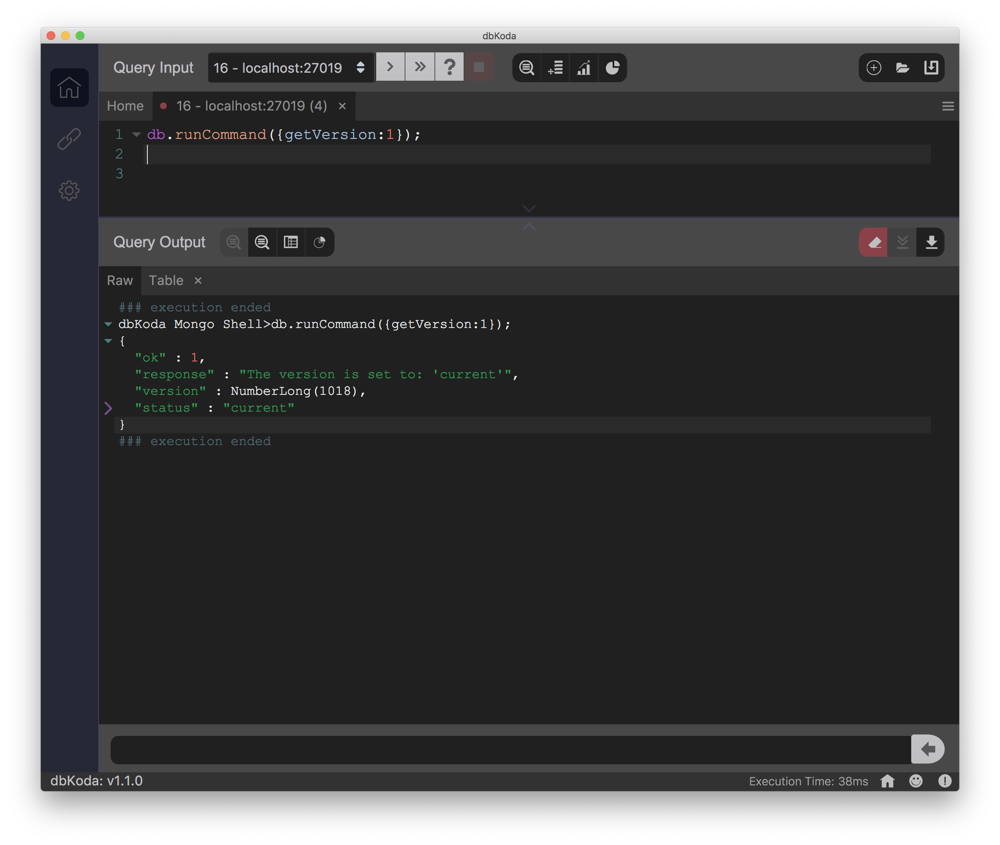 dbKoda
Query Input
16 - localhost:27019
Home
16 - localhost:27019 (4) ×
1 db.runCommand({getVersion:1});
2
3
Query Output
Raw
Table ×
### execution ended
dbKoda Mongo Shell>db.runCommand({getVersion:1});
{
"ok" : 1,
"response" : "The version is set to: 'current'",
"version" : NumberLong(1018),
"status" : "current"
}
### execution ended
dbKoda: v1.1.0
Execution Time: 38ms